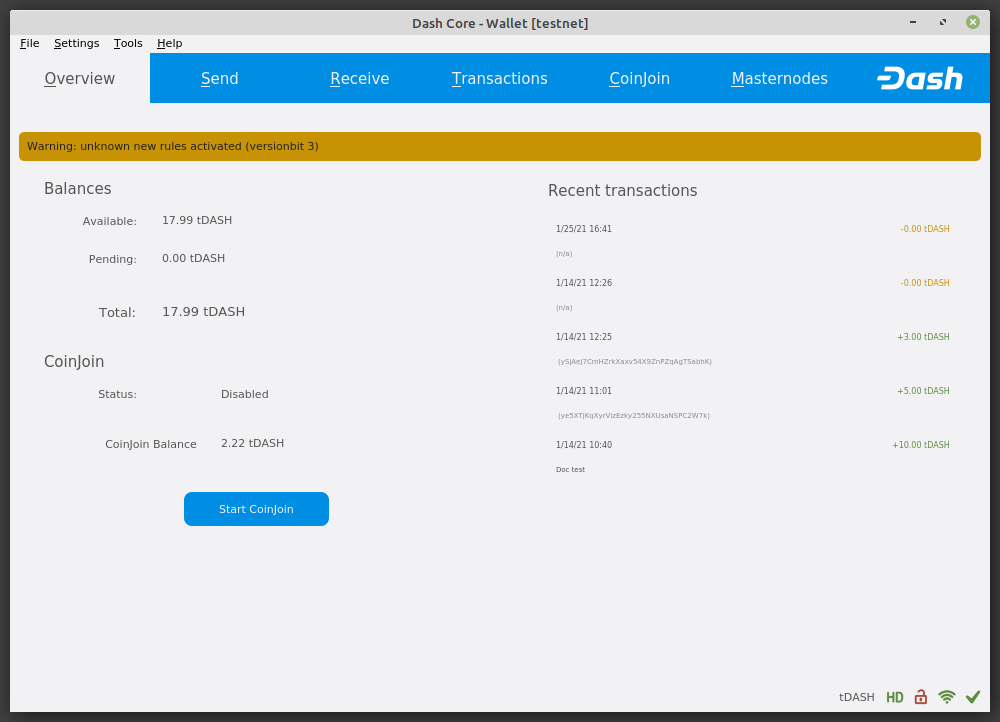 Dash Core - Wallet [testnet]
File Settings Tools Help
Overview Send Receive Transactions CoinJoin Masternodes Dash
Warning: unknown new rules activated (versionbit 3)
Balances
Available: 17.99 tDASH
Pending: 0.00 tDASH
Total: 17.99 tDASH
CoinJoin
Status: Disabled
CoinJoin Balance 2.22 tDASH
Start CoinJoin
Recent transactions
1/25/21 16:41 -0.00 tDASH
(n/a)
1/14/21 12:26 -0.00 tDASH
(n/a)
1/14/21 12:25 +3.00 tDASH
1/14/21 11:01 +5.00 tDASH
1/14/21 10:40 +10.00 tDASH
Doc test
tDASH HD